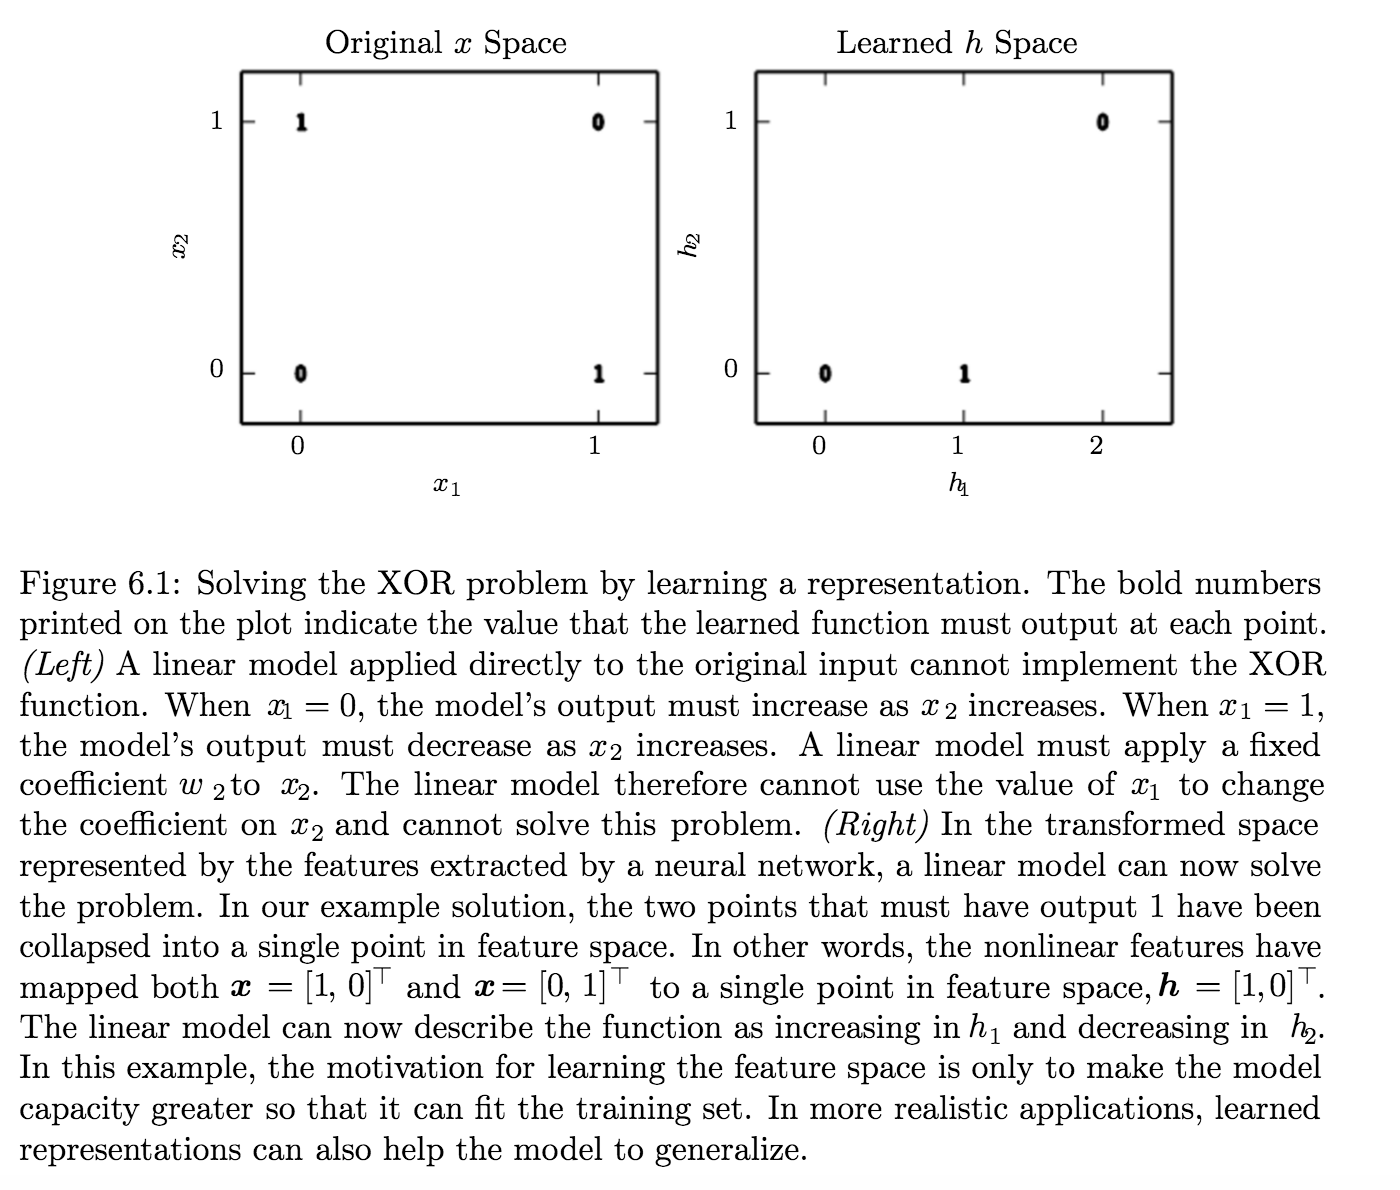 Original x Space
1
0
x2
1 0
0 1
0 1
x1
Learned h Space
1
0
h2
0
0 1
0 1 2
h1
Figure 6.1: Solving the XOR problem by learning a representation. The bold numbers
printed on the plot indicate the value that the learned function must output at each point.
(Left) A linear model applied directly to the original input cannot implement the XOR
function. When x1 = 0, the model's output must increase as x2 increases. When x1 = 1,
the model's output must decrease as x2 increases. A linear model must apply a fixed
coefficient w2 to x2. The linear model therefore cannot use the value of x1 to change
the coefficient on x2 and cannot solve this problem. (Right) In the transformed space
represented by the features extracted by a neural network, a linear model can now solve
the problem. In our example solution, the two points that must have output 1 have been
collapsed into a single point in feature space. In other words, the nonlinear features have
mapped both x = [1, 0]⊤ and x = [0, 1]⊤ to a single point in feature space, h = [1,0]⊤.
The linear model can now describe the function as increasing in h1 and decreasing in h2.
In this example, the motivation for learning the feature space is only to make the model
capacity greater so that it can fit the training set. In more realistic applications, learned
representations can also help the model to generalize.